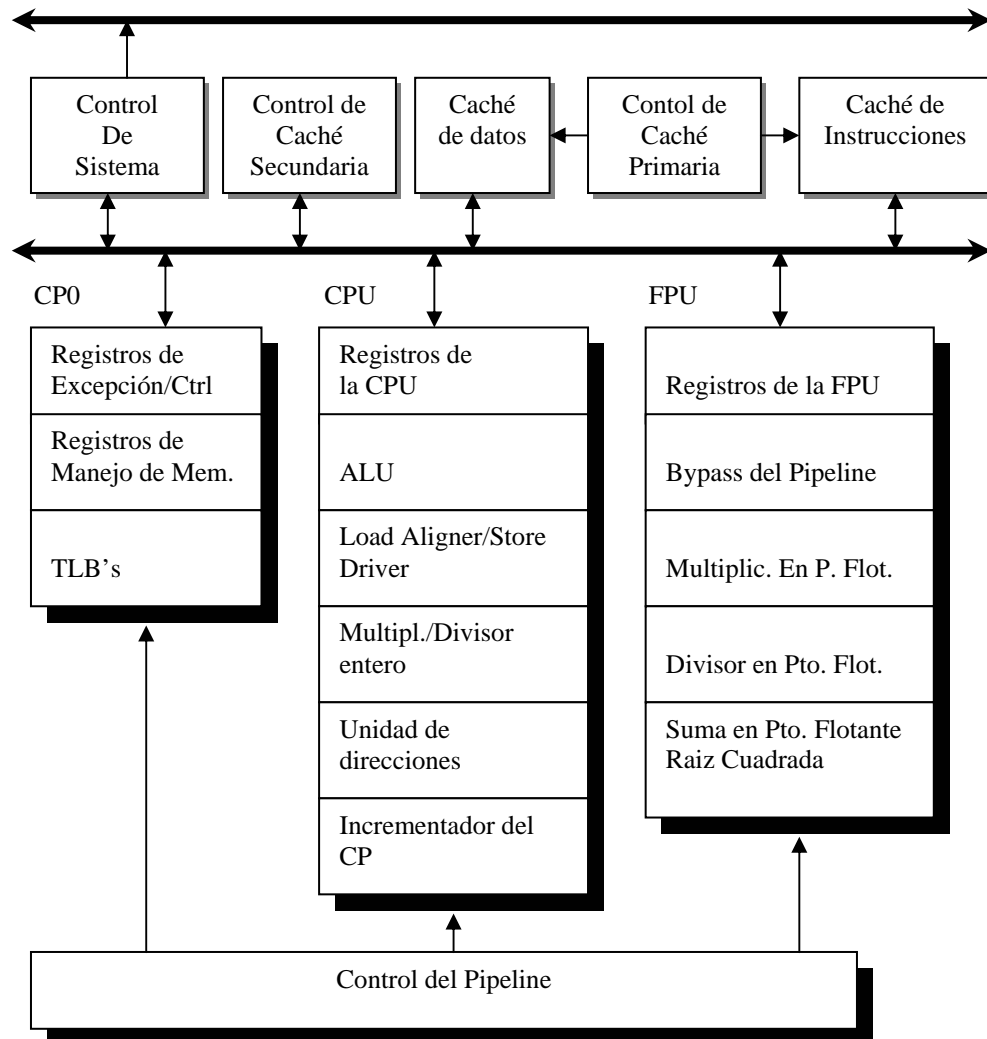 Control
De
Sistema
Control de
Caché
Secundaria
Caché
de datos
Contol de
Caché
Primaria
Caché de
Instrucciones
CP0
CPU
FPU
Registros de
Excepción/Ctrl
Registros de
Manejo de Mem.
TLB’s
Registros de
la CPU
ALU
Load Aligner/Store
Driver
Multipl./Divisor
entero
Unidad de
direcciones
Incrementador del
CP
Registros de la FPU
Bypass del Pipeline
Multiplic. En P. Flot.
Divisor en Pto. Flot.
Suma en Pto. Flotante
Raiz Cuadrada
Control del Pipeline